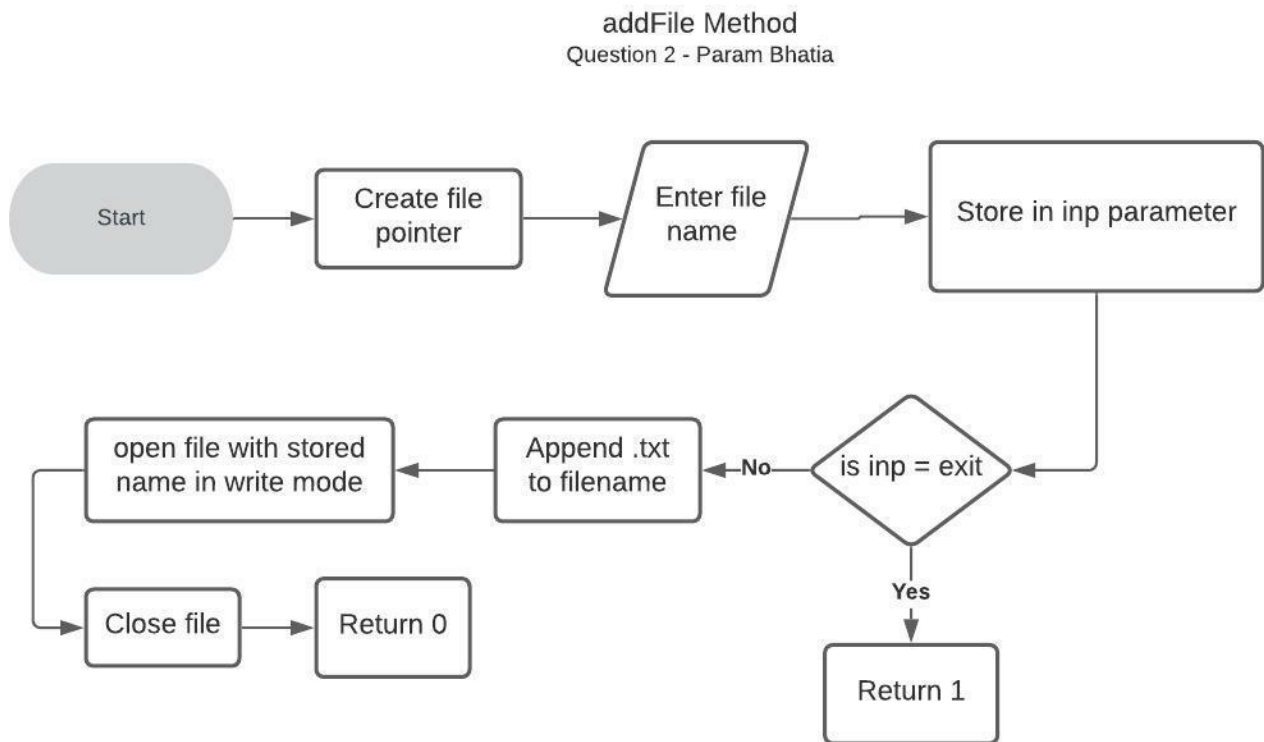 addFile Method
Question 2 - Param Bhatia
Start
Create file
pointer
Enter file
name
Store in inp parameter
is inp = exit
No
Append .txt
to filename
open file with stored
name in write mode
Close file
Return 0
Yes
Return 1